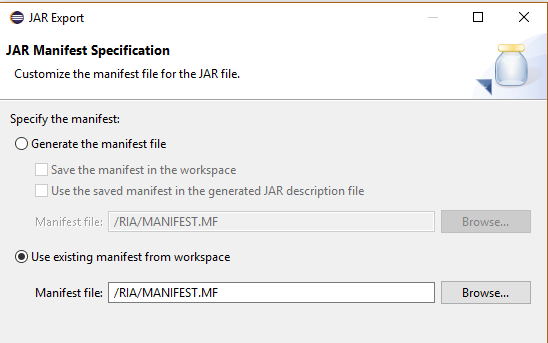 JAR Export
JAR Manifest Specification
Customize the manifest file for the JAR file.
Specify the manifest:
Generate the manifest file
Save the manifest in the workspace
Use the saved manifest in the generated JAR description file
Manifest file: /RIA/MANIFEST.MF Browse...
Use existing manifest from workspace
Manifest file: /RIA/MANIFEST.MF Browse...